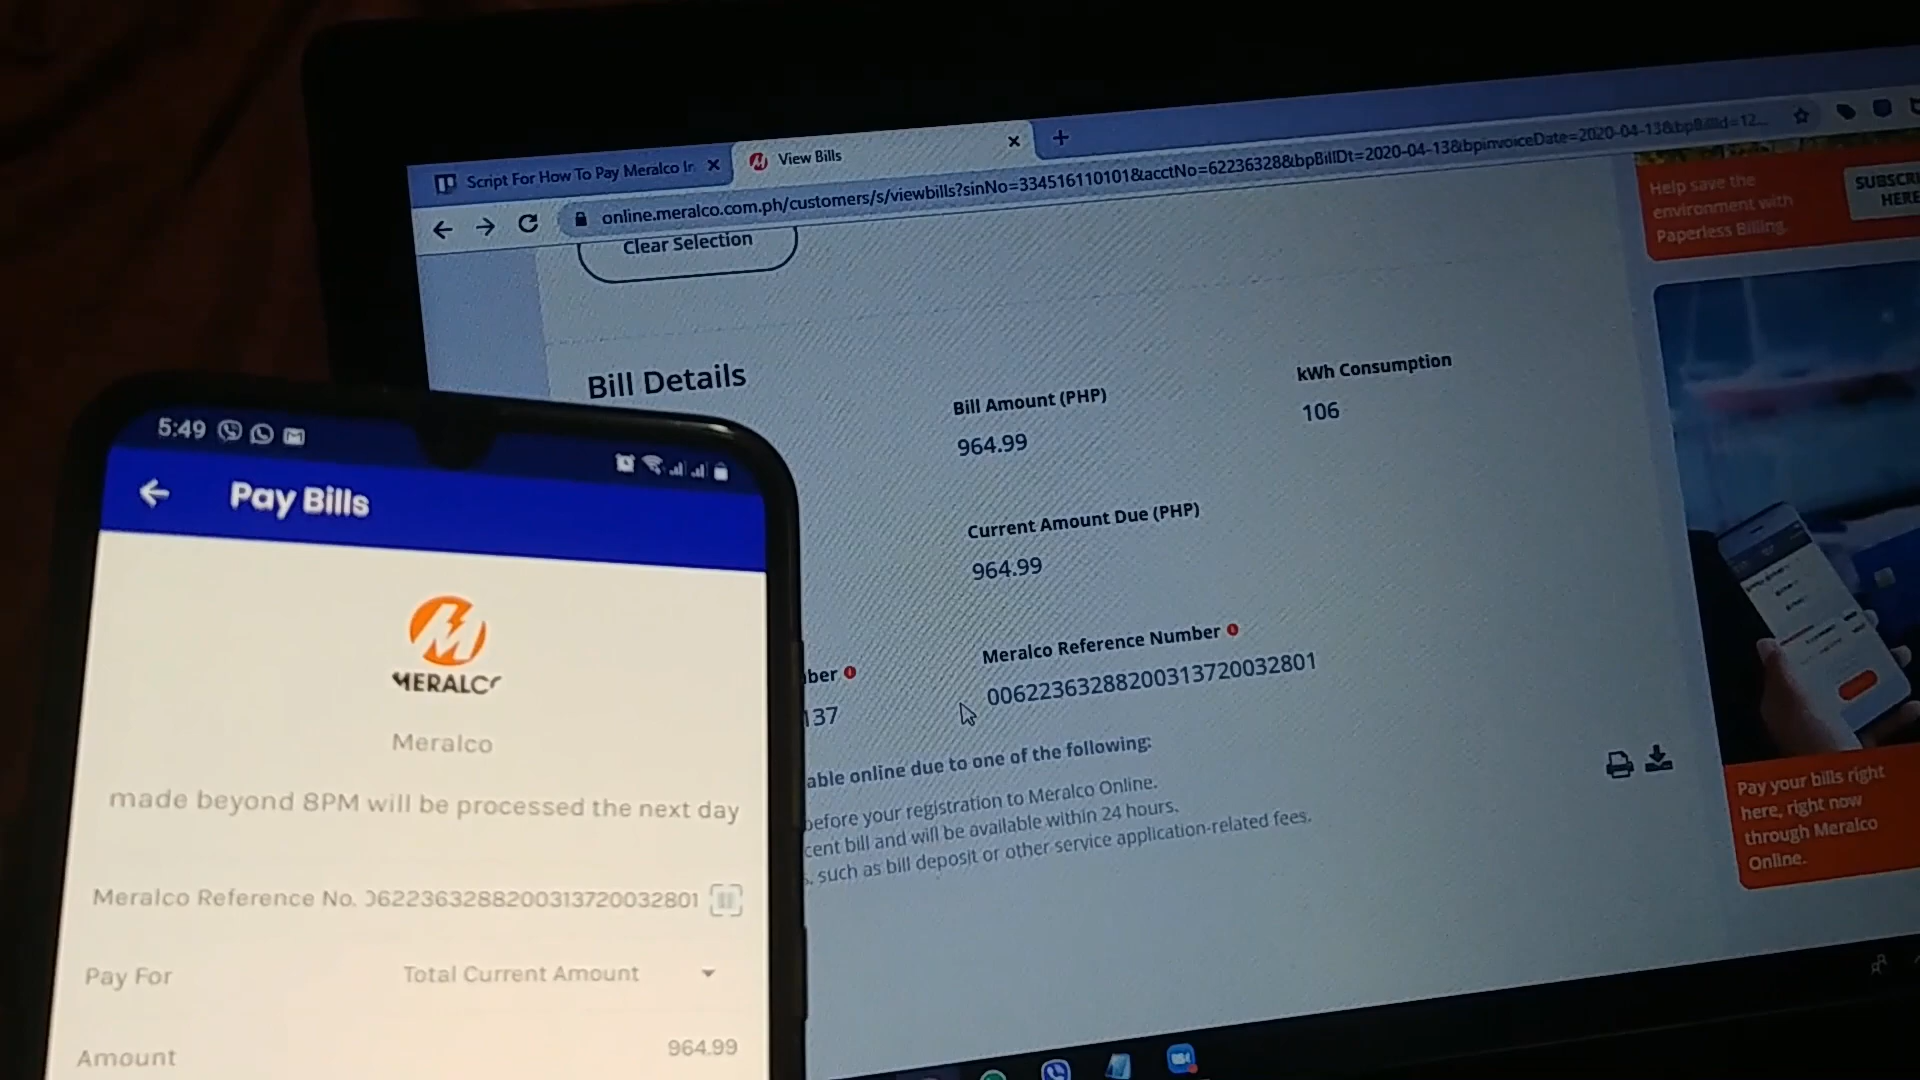 Script For How To Pay Meralco Ir
View Bills
online.meralco.com.ph/customers/s/viewbills?sinNo=334516110101&acctNo=62236328&bpBillDt=2020-04-13&bpinvoiceDate=2020-04-13&bpBillId=12...
Clear Selection
Help save the
environment with
Paperless Billing.
SUBSCRI
HERE
Bill Details
Bill Amount (PHP)
964.99
kWh Consumption
106
Current Amount Due (PHP)
964.99
ber
137
Meralco Reference Number
00622363288200313720032801
able online due to one of the following:
before your registration to Meralco Online.
cent bill and will be available within 24 hours.
, such as bill deposit or other service application-related fees.
Pay your bills right
here, right now
through Meralco
Online.
5:49
Pay Bills
MERALCO
Meralco
made beyond 8PM will be processed the next day
Meralco Reference No. 0622363288200313720032801
Pay For
Total Current Amount
Amount
964.99